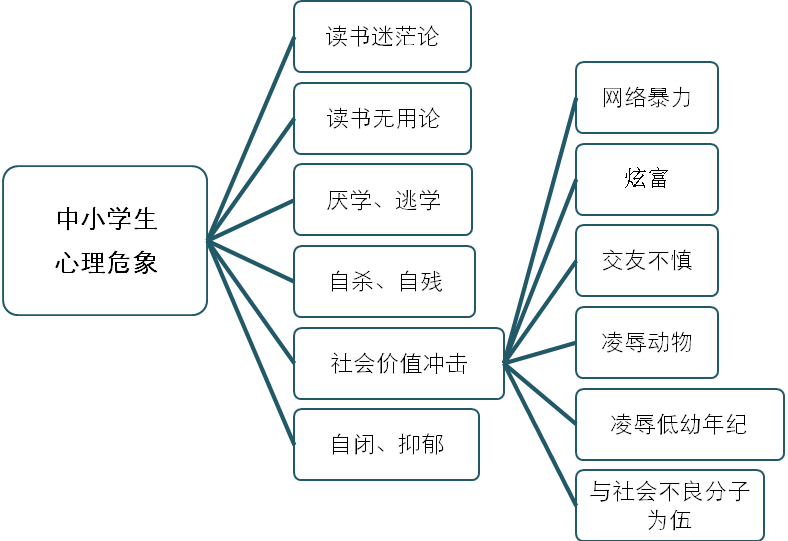 中小学生
心理危象
读书迷茫论
读书无用论
厌学、逃学
自杀、自残
社会价值冲击
自闭、抑郁
网络暴力
炫富
交友不慎
凌辱动物
凌辱低幼年纪
与社会不良分子
为伍